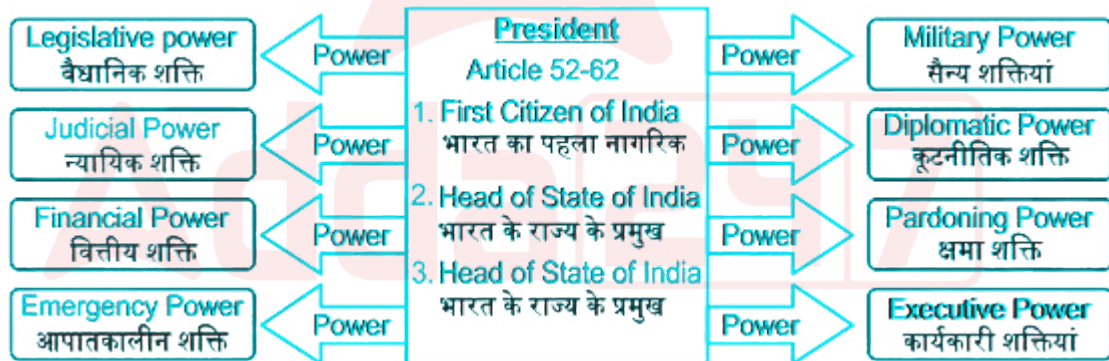 Legislative power
वैधानिक शक्ति
Power
Judicial Power
न्यायिक शक्ति
Power
Financial Power
वित्तीय शक्ति
Power
Emergency Power
आपातकालीन शक्ति
Power
President
Article 52-62
1. First Citizen of India
भारत का पहला नागरिक
2. Head of State of India
भारत के राज्य के प्रमुख
3. Head of State of India
भारत के राज्य के प्रमुख
Power
Military Power
सैन्य शक्तियां
Power
Diplomatic Power
कूटनीतिक शक्ति
Power
Pardoning Power
क्षमा शक्ति
Power
Executive Power
कार्यकारी शक्तियां
Adda247